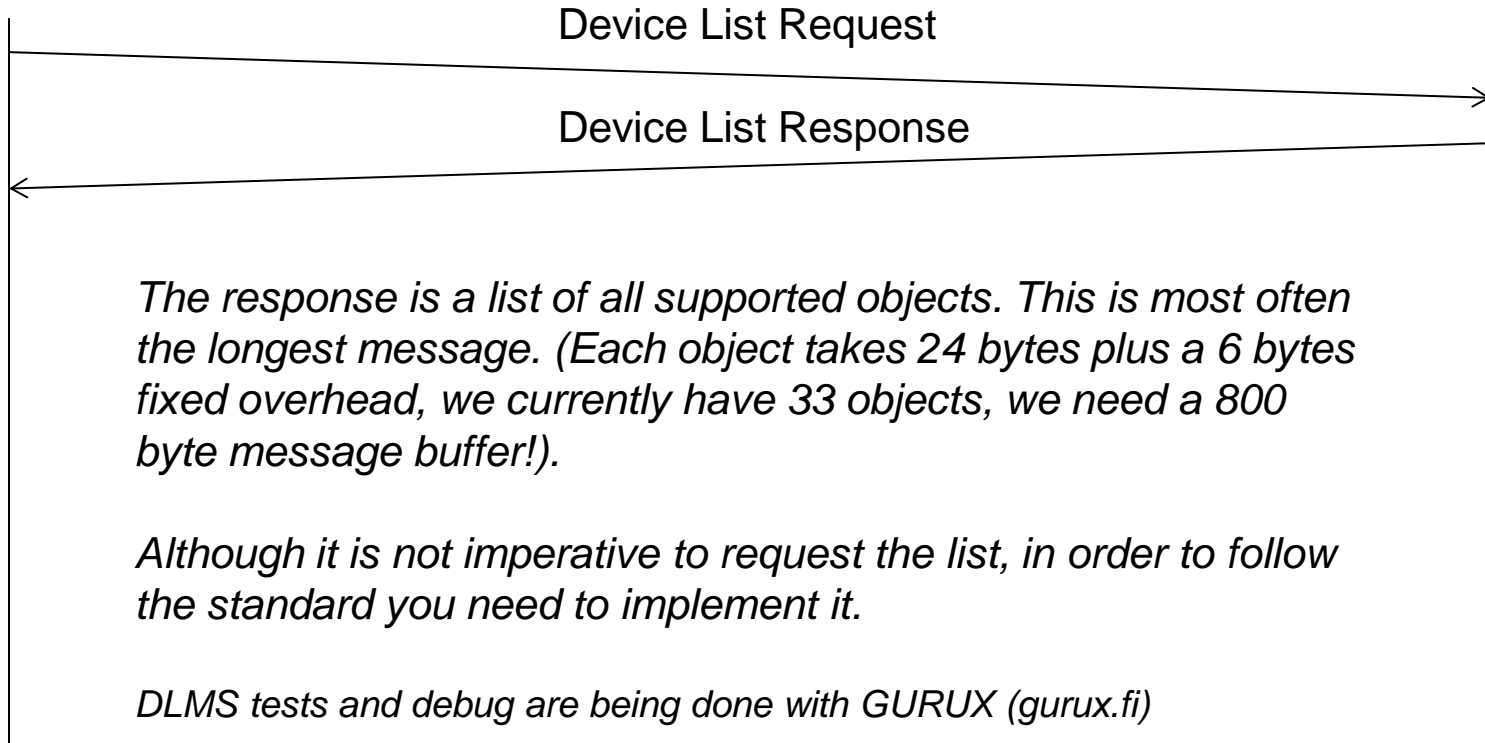 Device List Request
Device List Response
The response is a list of all supported objects. This is most often
the longest message. (Each object takes 24 bytes plus a 6 bytes
fixed overhead, we currently have 33 objects, we need a 800
byte message buffer!).
Although it is not imperative to request the list, in order to follow
the standard you need to implement it.
DLMS tests and debug are being done with GURUX (gurux.fi)